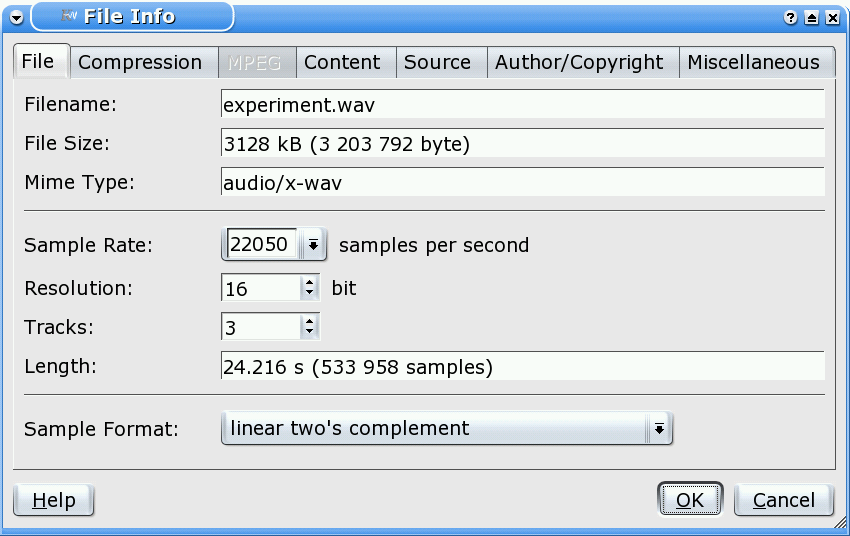 File Info
File Compression MPEG Content Source Author/Copyright Miscellaneous
Filename: experiment.wav
File Size: 3128 kB (3 203 792 byte)
Mime Type: audio/x-wav
Sample Rate: 22050 samples per second
Resolution: 16 bit
Tracks: 3
Length: 24.216 s (533 958 samples)
Sample Format: linear two's complement
Help OK Cancel